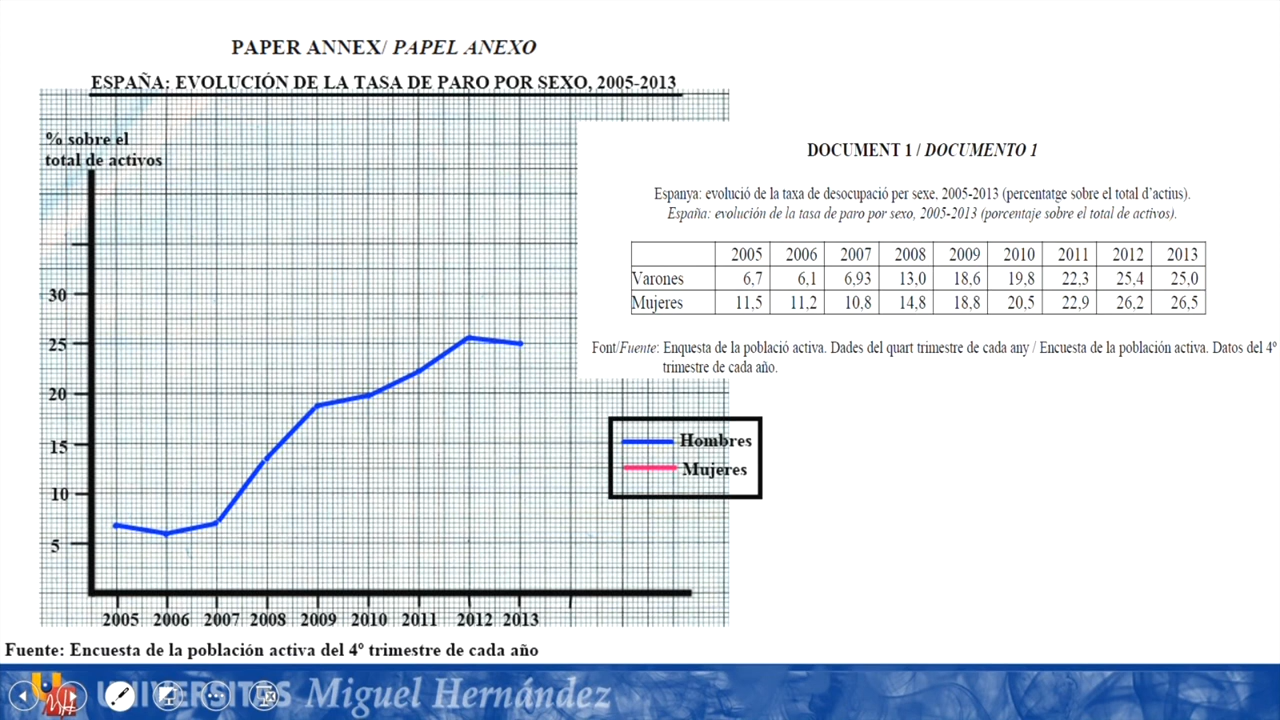 PAPER ANNEX/ PAPEL ANEXO
ESPAÑA: EVOLUCIÓN DE LA TASA DE PARO POR SEXO, 2005-2013
% sobre el
total de activos
30
25
20
15
10
5
2005 2006 2007 2008 2009 2010 2011 2012 2013
Fuente: Encuesta de la población activa del 4º trimestre de cada año
DOCUMENT 1 / DOCUMENTO 1
Espanya: evolució de la taxa de desocupació per sexe, 2005-2013 (percentatge sobre el total d'actius).
España: evolución de la tasa de paro por sexo, 2005-2013 (porcentaje sobre el total de activos).
2005 2006 2007 2008 2009 2010 2011 2012 2013
Varones 6,7 6,1 6,93 13,0 18,6 19,8 22,3 25,4 25,0
Mujeres 11,5 11,2 10,8 14,8 18,8 20,5 22,9 26,2 26,5
Font/Fuente: Enquesta de la població activa. Dades del quart trimestre de cada any / Encuesta de la población activa. Datos del 4º
trimestre de cada año.
Hombres
Mujeres
UNIVERSITAS Miguel Hernández